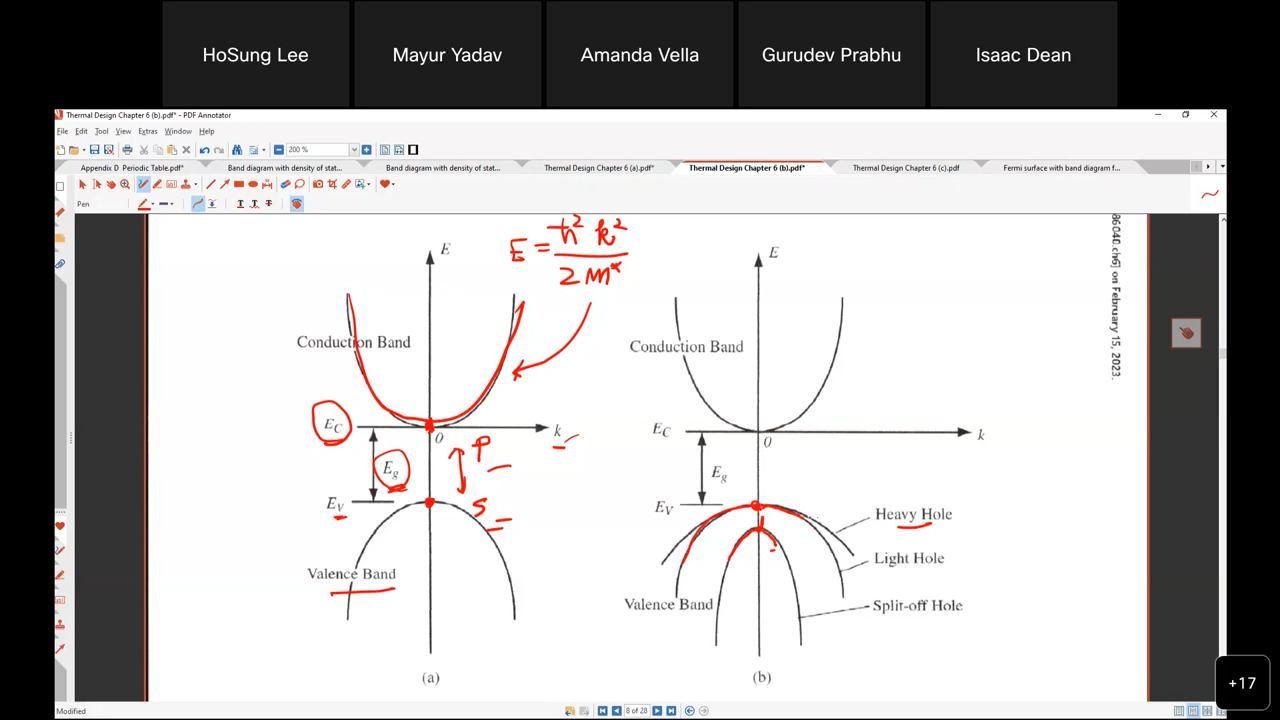 HoSung Lee
Mayur Yadav
Amanda Vella
Gurudev Prabhu
Isaac Dean
Thermal Design Chapter 6 (b).pdf* - PDF Annotator
File Edit Tool View Extras Window Help
200 %
Appendix D Periodic Table.pdf*
Band diagram with density of stat...
Band diagram with density of stat...
Thermal Design Chapter 6 (a).pdf*
Thermal Design Chapter 6 (b).pdf*
Thermal Design Chapter 6 (c).pdf
Fermi surface with band diagram f...
Pen
E = ħ² k² / 2 m*
E
Conduction Band
E_C
0
k
E_g
P
E_V
S
Valence Band
(a)
E
Conduction Band
E_C
0
k
E_g
E_V
Heavy Hole
Light Hole
Valence Band
Split-off Hole
(b)
86040.ch6] on February 15, 2023.
Modified
8 of 28
+17